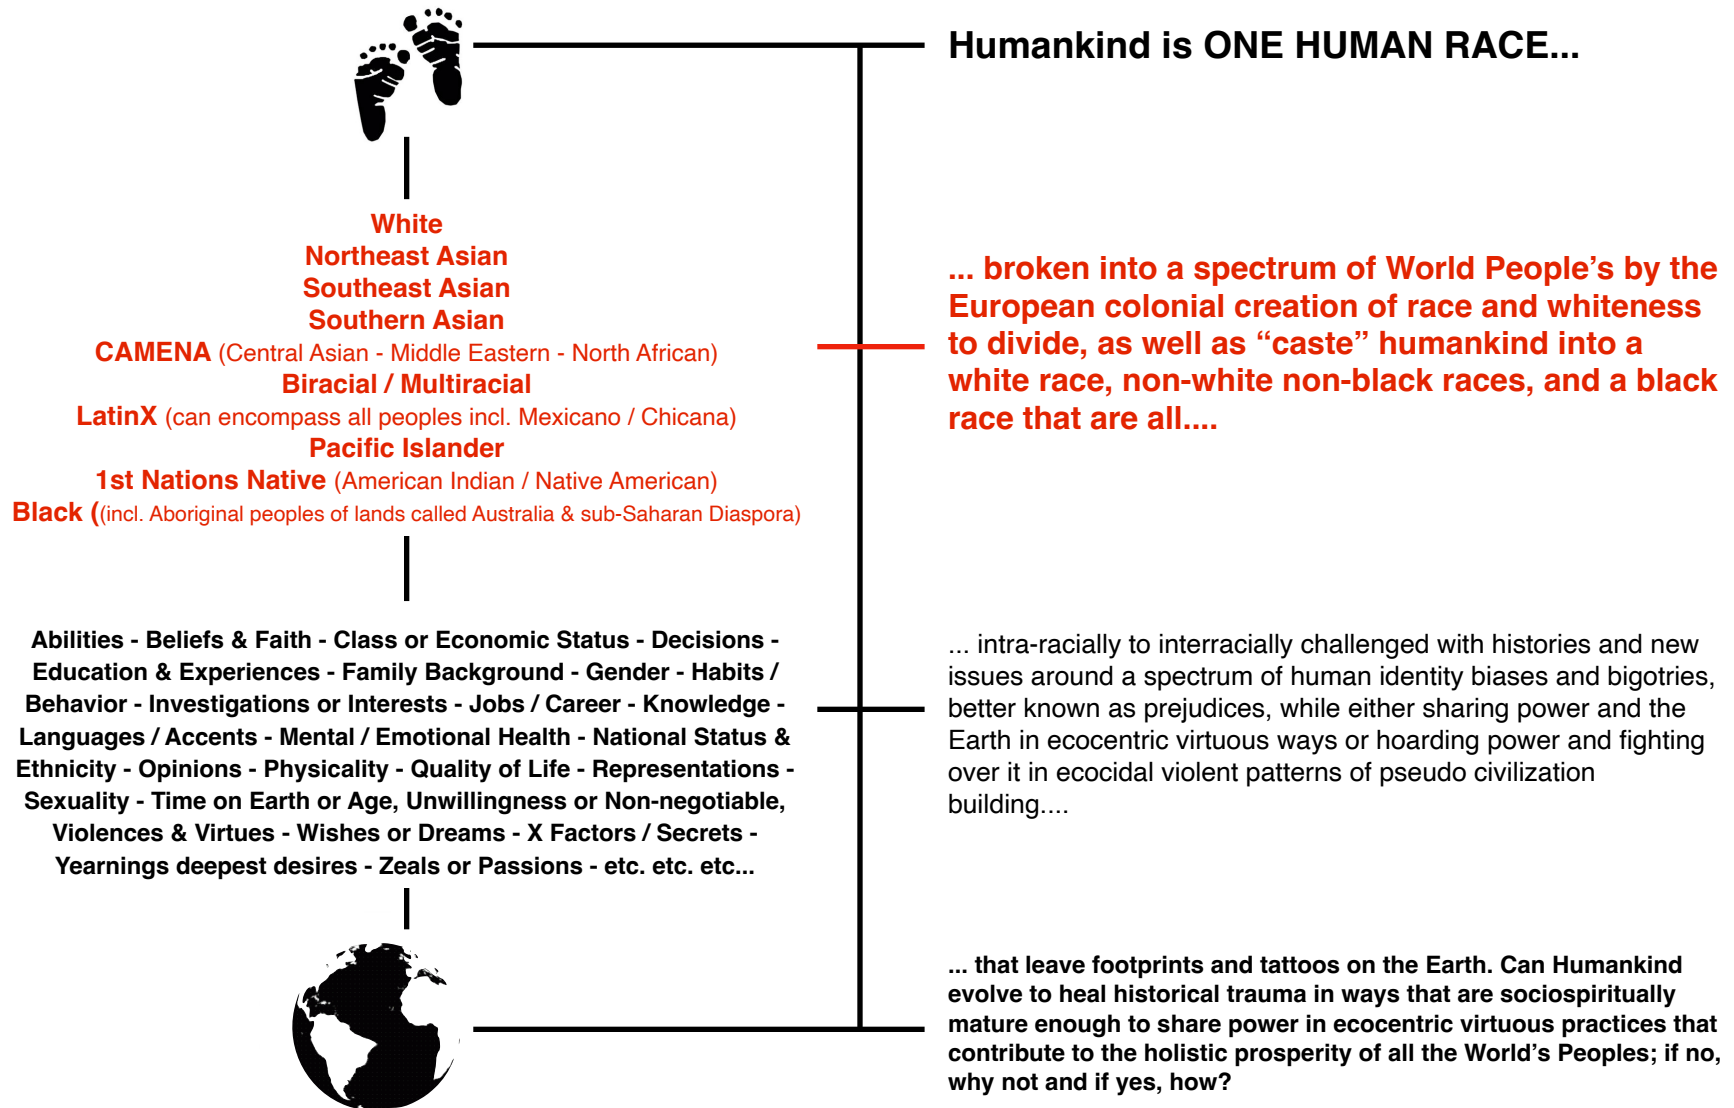 Humankind is ONE HUMAN RACE...
White
Northeast Asian
Southeast Asian
Southern Asian
CAMENA (Central Asian - Middle Eastern - North African)
Biracial / Multiracial
LatinX (can encompass all peoples incl. Mexicano / Chicana)
Pacific Islander
1st Nations Native (American Indian / Native American)
Black ((incl. Aboriginal peoples of lands called Australia & sub-Saharan Diaspora)
... broken into a spectrum of World People’s by the
European colonial creation of race and whiteness
to divide, as well as “caste” humankind into a
white race, non-white non-black races, and a black
race that are all....
Abilities - Beliefs & Faith - Class or Economic Status - Decisions -
Education & Experiences - Family Background - Gender - Habits /
Behavior - Investigations or Interests - Jobs / Career - Knowledge -
Languages / Accents - Mental / Emotional Health - National Status &
Ethnicity - Opinions - Physicality - Quality of Life - Representations -
Sexuality - Time on Earth or Age, Unwillingness or Non-negotiable,
Violences & Virtues - Wishes or Dreams - X Factors / Secrets -
Yearnings deepest desires - Zeals or Passions - etc. etc. etc...
... intra-racially to interracially challenged with histories and new
issues around a spectrum of human identity biases and bigotries,
better known as prejudices, while either sharing power and the
Earth in ecocentric virtuous ways or hoarding power and fighting
over it in ecocidal violent patterns of pseudo civilization
building....
... that leave footprints and tattoos on the Earth. Can Humankind
evolve to heal historical trauma in ways that are sociospiritually
mature enough to share power in ecocentric virtuous practices that
contribute to the holistic prosperity of all the World’s Peoples; if no,
why not and if yes, how?